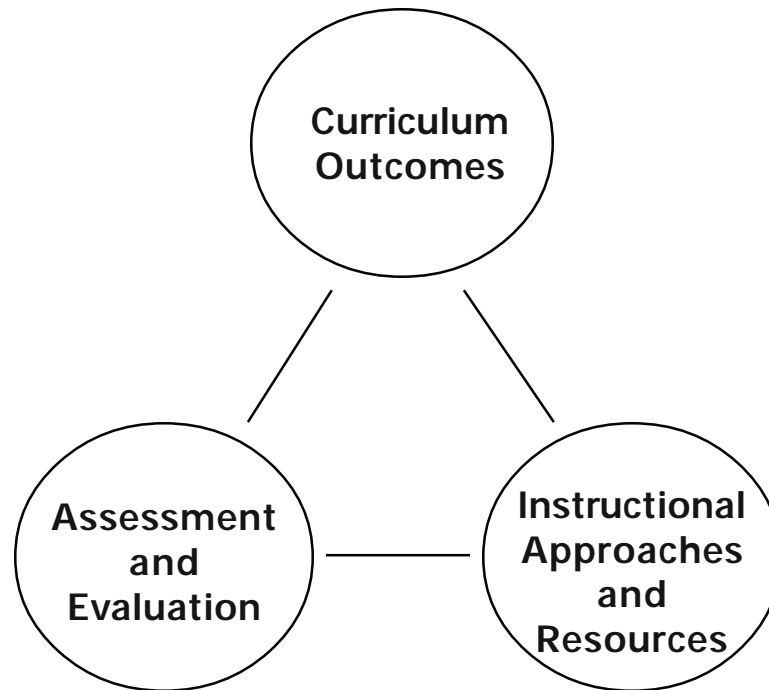 Curriculum
Outcomes
Assessment
and
Evaluation
Instructional
Approaches
and
Resources